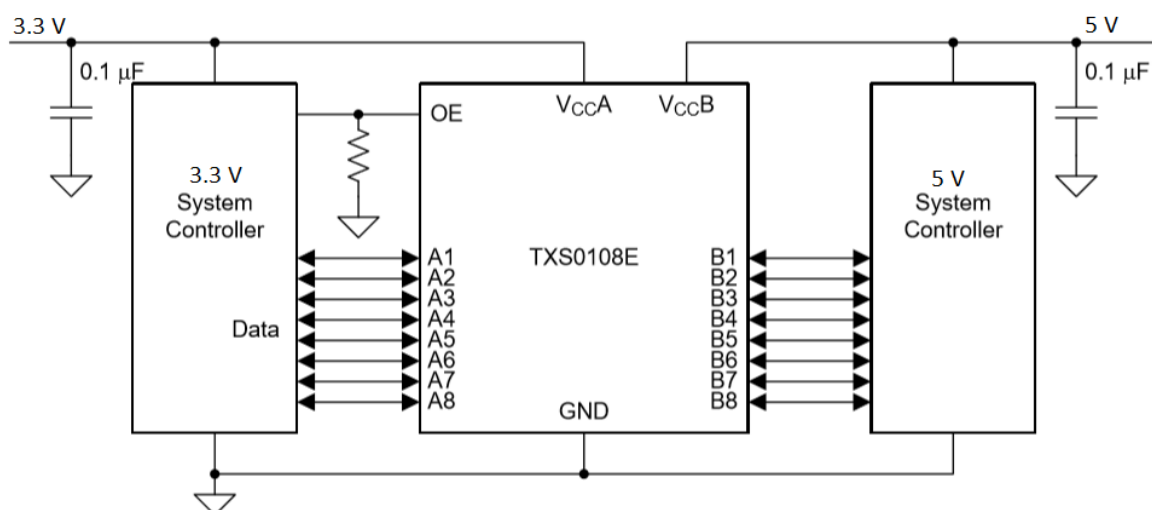 3.3 V
5 V
0.1 μF
0.1 μF
OE
VCCA
VCCB
3.3 V
System
Controller
5 V
System
Controller
TXS0108E
Data
A1
A2
A3
A4
A5
A6
A7
A8
B1
B2
B3
B4
B5
B6
B7
B8
GND